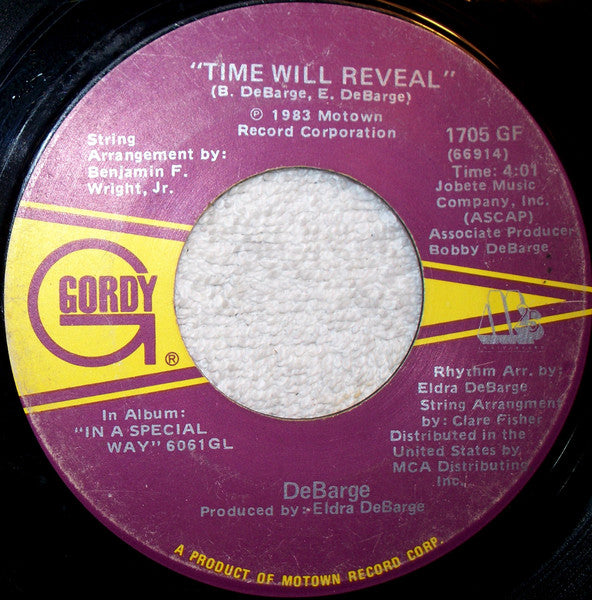 "TIME WILL REVEAL"
(B. DeBarge, E. DeBarge)
℗ 1983 Motown
Record Corporation
String
Arrangement by:
Benjamin F.
Wright, Jr.
1705 GF
(66914)
Time: 4:01
Jobete Music
Company, Inc.
(ASCAP)
Associate Producer
Bobby DeBarge
GORDY
®
In Album:
"IN A SPECIAL
WAY" 6061GL
Rhythm Arr. by:
Eldra DeBarge
String Arrangment
by: Clare Fisher
Distributed in the
United States by
MCA Distributing
Inc.
DeBarge
Produced by: Eldra DeBarge
A PRODUCT OF MOTOWN RECORD CORP.